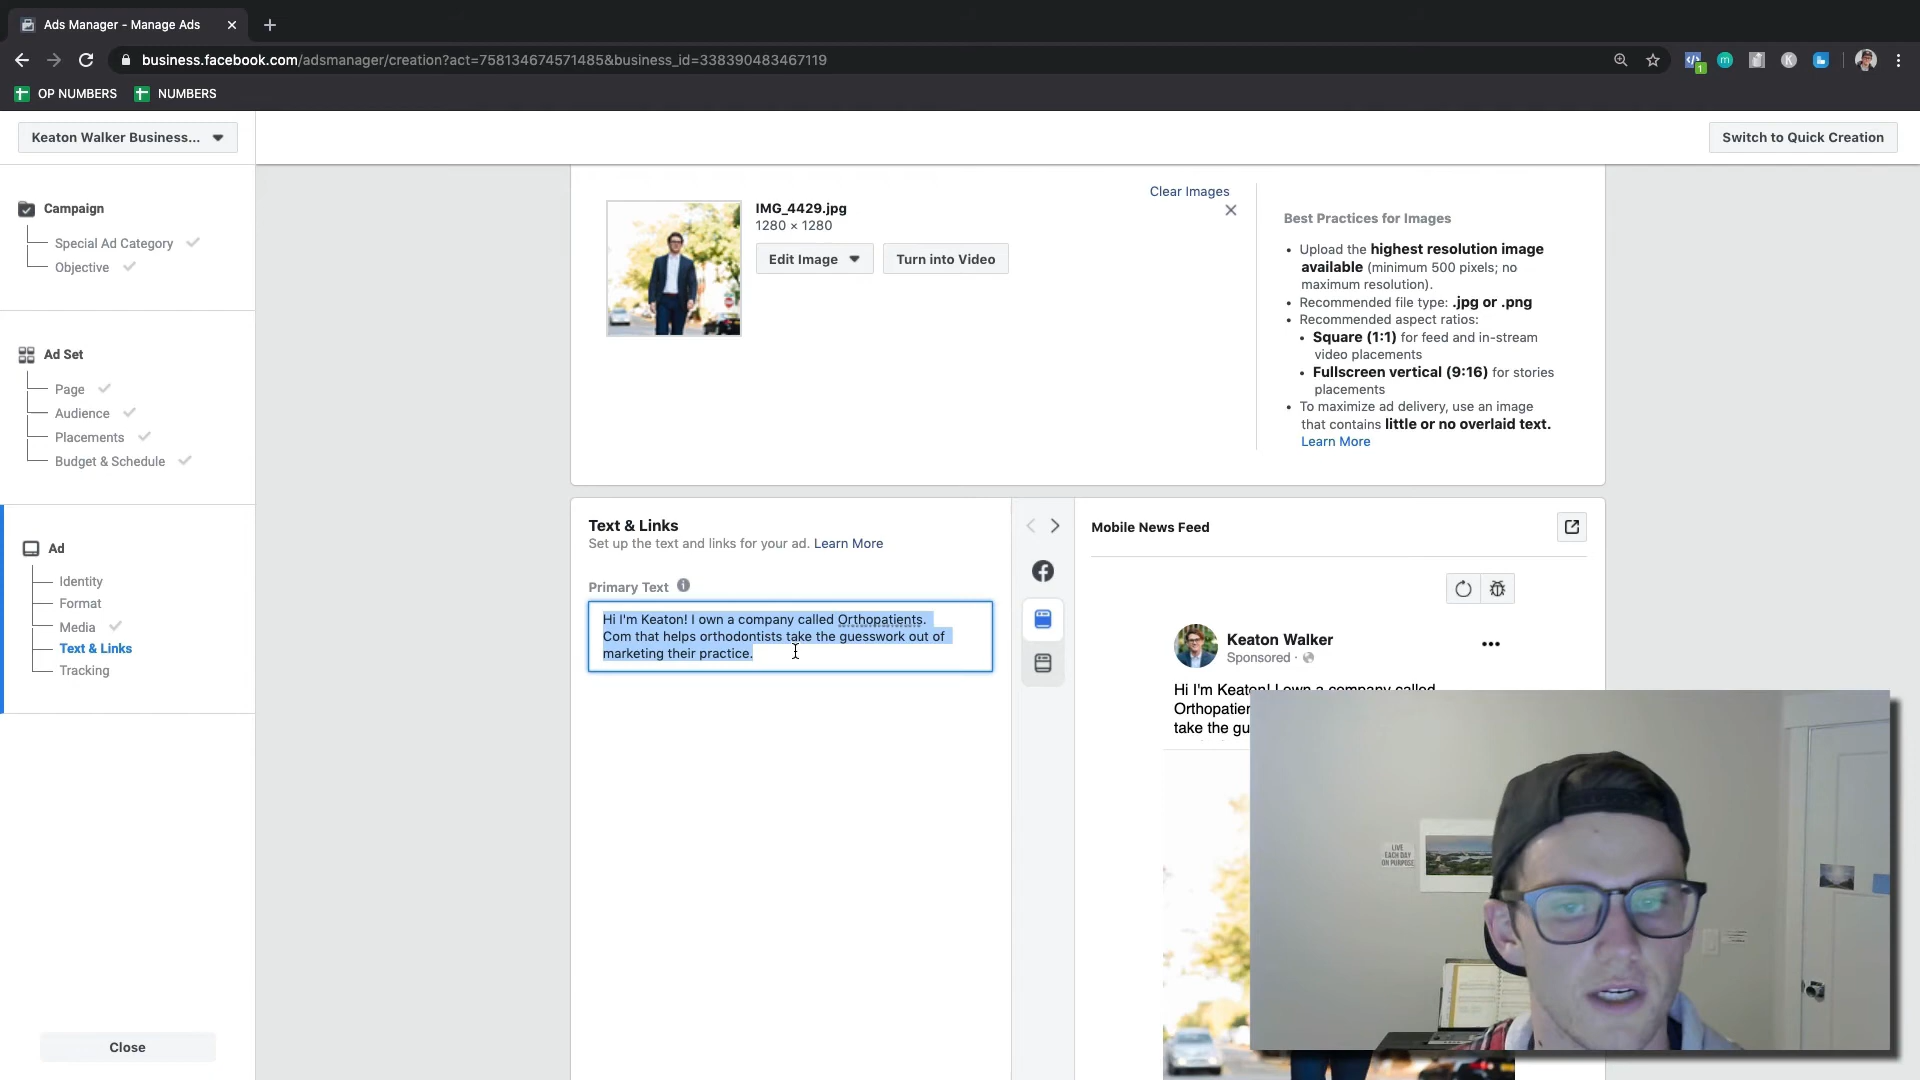 Ads Manager - Manage Ads
business.facebook.com/adsmanager/creation?act=758134674571485&business_id=338390483467119
1
OP NUMBERS
NUMBERS
Keaton Walker Business...
Switch to Quick Creation
Campaign
Special Ad Category
Objective
Ad Set
Page
Audience
Placements
Budget & Schedule
Ad
Identity
Format
Media
Text & Links
Tracking
Close
Clear Images
IMG_4429.jpg
1280 × 1280
Edit Image
Turn into Video
Best Practices for Images
• Upload the highest resolution image
available (minimum 500 pixels; no
maximum resolution).
• Recommended file type: .jpg or .png
• Recommended aspect ratios:
• Square (1:1) for feed and in-stream
video placements
• Fullscreen vertical (9:16) for stories
placements
• To maximize ad delivery, use an image
that contains little or no overlaid text.
Learn More
Text & Links
Set up the text and links for your ad. Learn More
Primary Text
Hi I'm Keaton! I own a company called Orthopatients.
Com that helps orthodontists take the guesswork out of
marketing their practice.
Mobile News Feed
Keaton Walker
Sponsored ·
Hi I'm Keaton! I own a company called
Orthopatien
take the gu
LIVE
EACH DAY
ON PURPOSE